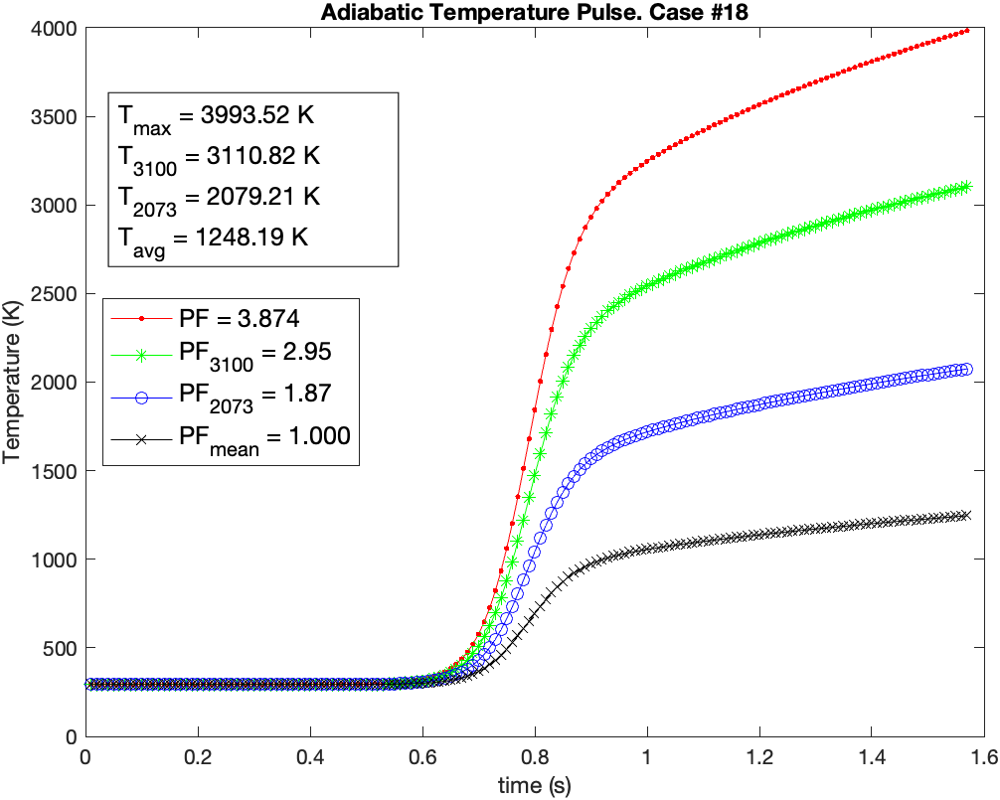 Adiabatic Temperature Pulse. Case #18
4000
3500
3000
2500
2000
1500
1000
500
0
Temperature (K)
T_max = 3993.52 K
T_3100 = 3110.82 K
T_2073 = 2079.21 K
T_avg = 1248.19 K
PF = 3.874
PF_3100 = 2.95
PF_2073 = 1.87
PF_mean = 1.000
0 0.2 0.4 0.6 0.8 1 1.2 1.4 1.6
time (s)